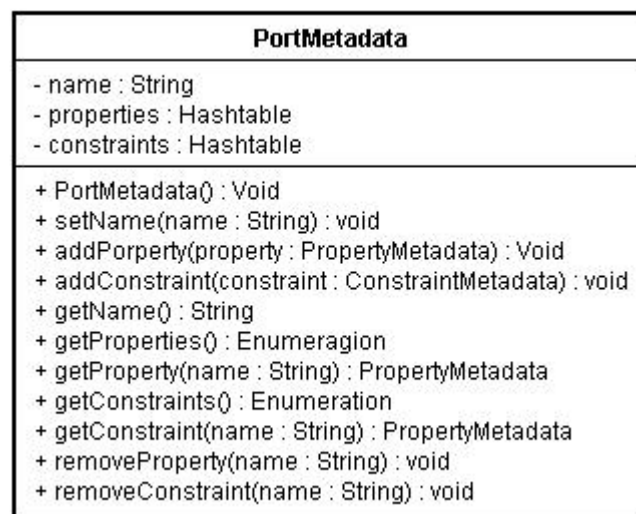 PortMetadata
- name : String
- properties : Hashtable
- constraints : Hashtable
+ PortMetadata() : Void
+ setName(name : String) : void
+ addPorperty(property : PropertyMetadata) : Void
+ addConstraint(constraint : ConstraintMetadata) : void
+ getName() : String
+ getProperties() : Enumeragion
+ getProperty(name : String) : PropertyMetadata
+ getConstraints() : Enumeration
+ getConstraint(name : String) : PropertyMetadata
+ removeProperty(name : String) : void
+ removeConstraint(name : String) : void